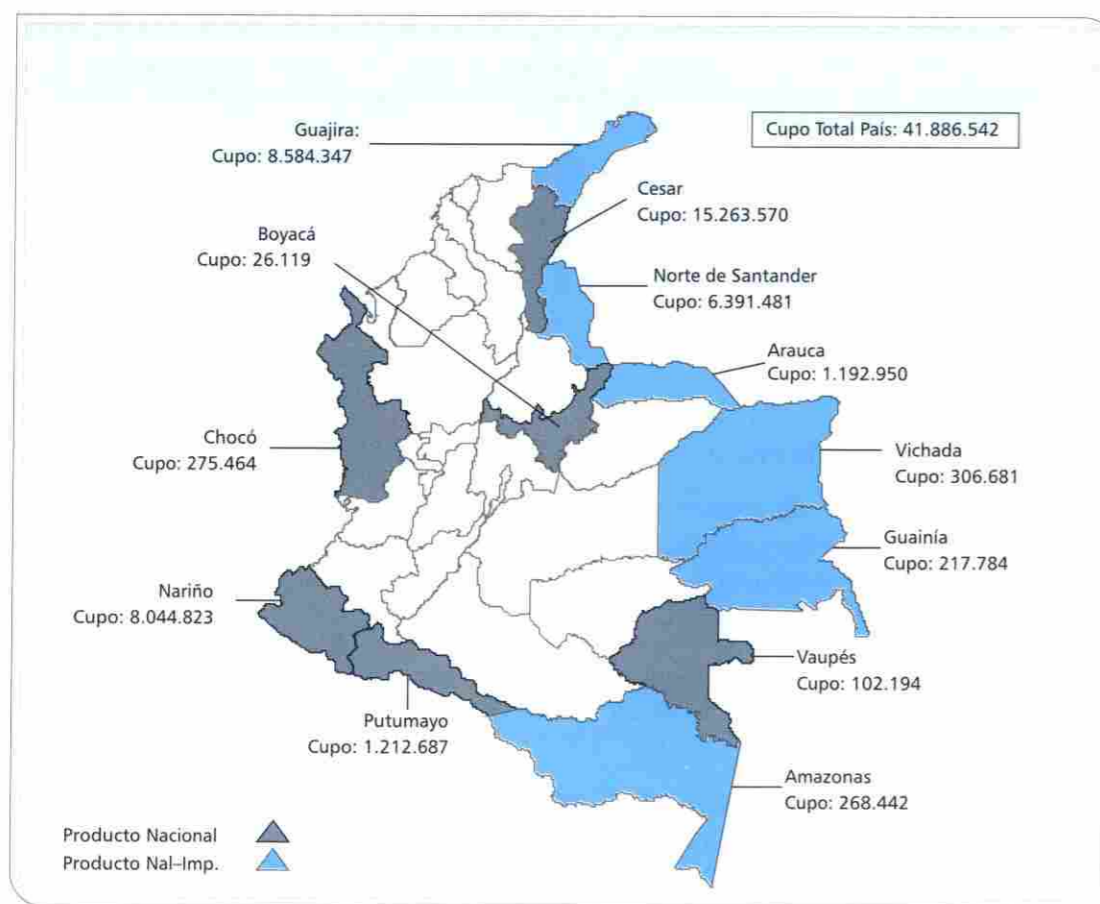 Guajira:
Cupo: 8.584.347
Cupo Total País: 41.886.542
Cesar
Cupo: 15.263.570
Boyacá
Cupo: 26.119
Norte de Santander
Cupo: 6.391.481
Arauca
Cupo: 1.192.950
Chocó
Cupo: 275.464
Vichada
Cupo: 306.681
Guainía
Cupo: 217.784
Nariño
Cupo: 8.044.823
Vaupés
Cupo: 102.194
Putumayo
Cupo: 1.212.687
Amazonas
Cupo: 268.442
Producto Nacional
Producto Nal–Imp.